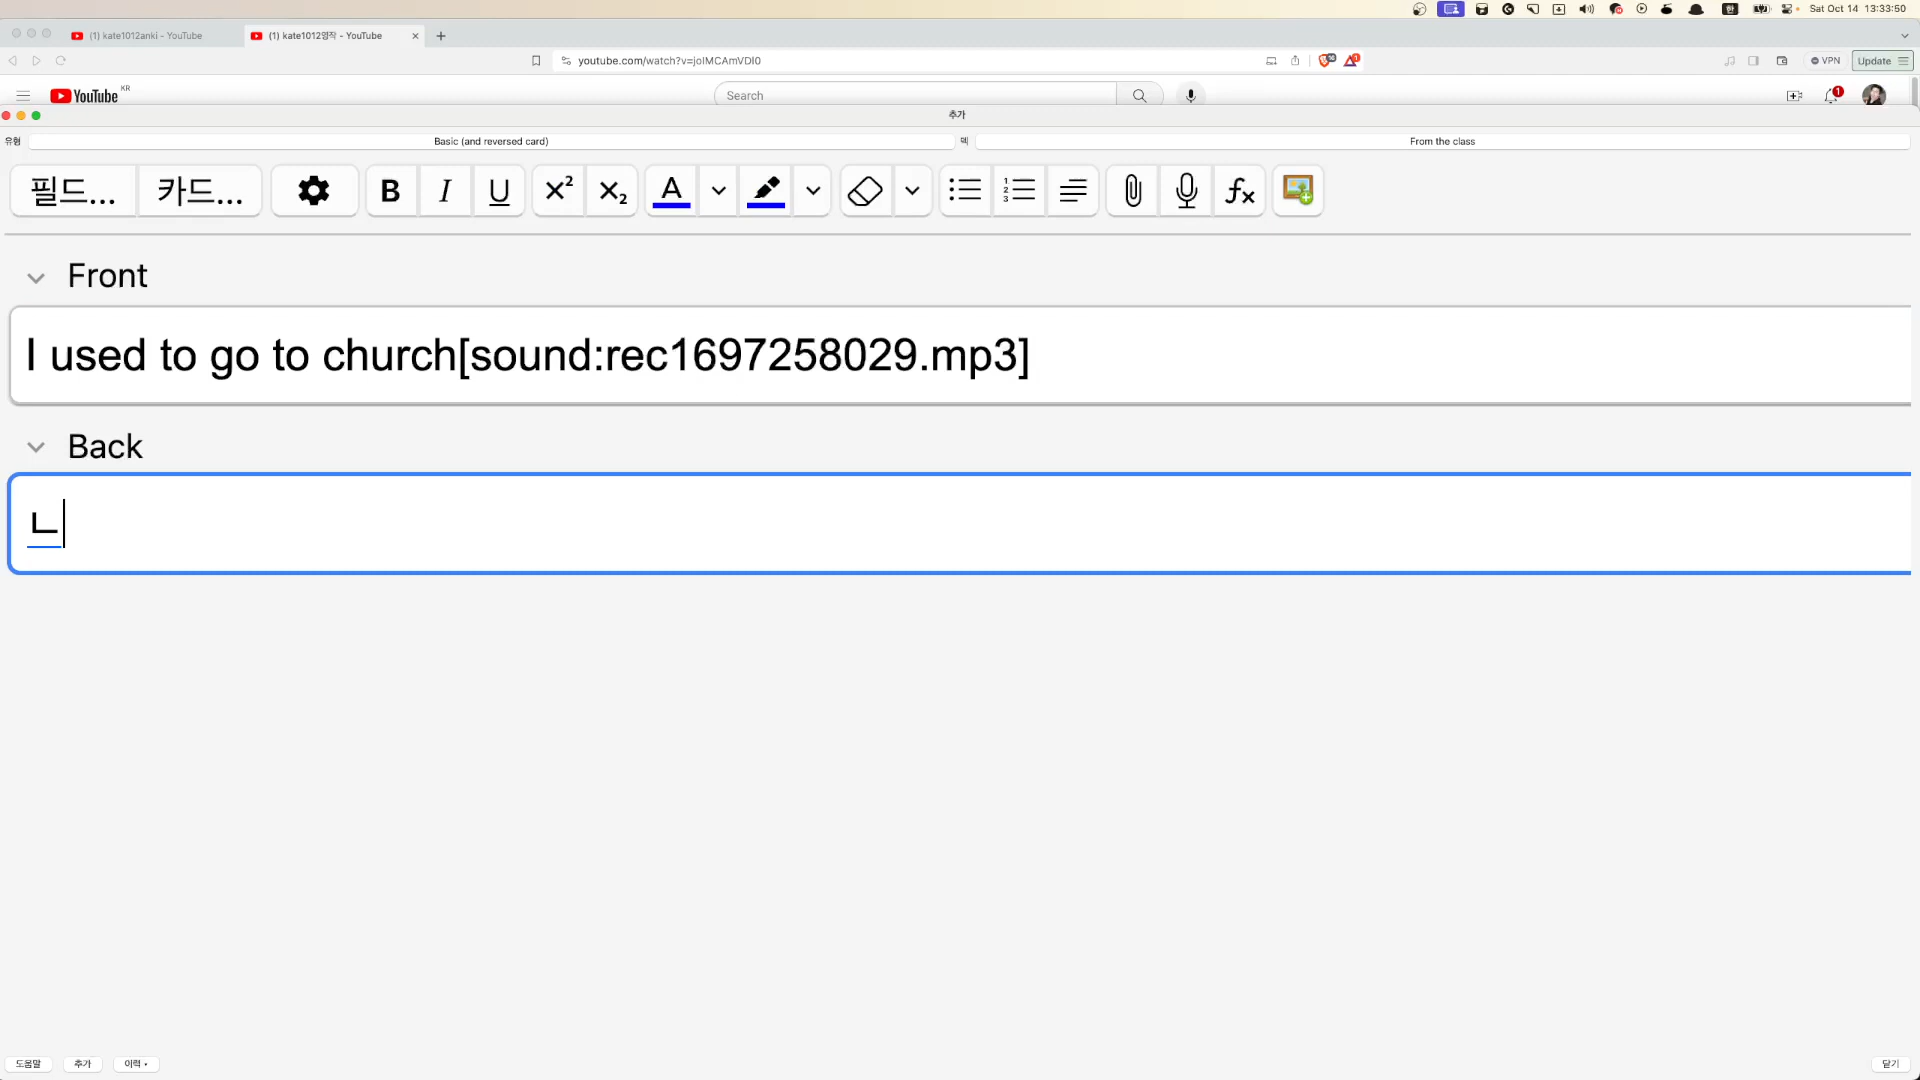 Sat Oct 14 13:33:50
(1) kate1012anki - YouTube
(1) kate1012영작 - YouTube
youtube.com/watch?v=joIMCAmVDI0
VPN
Update
YouTube KR
Search
1
추가
유형
Basic (and reversed card)
덱
From the class
필드...
카드...
B I U
Front
I used to go to church[sound:rec1697258029.mp3]
Back
ㄴ
도움말
추가
이력
닫기